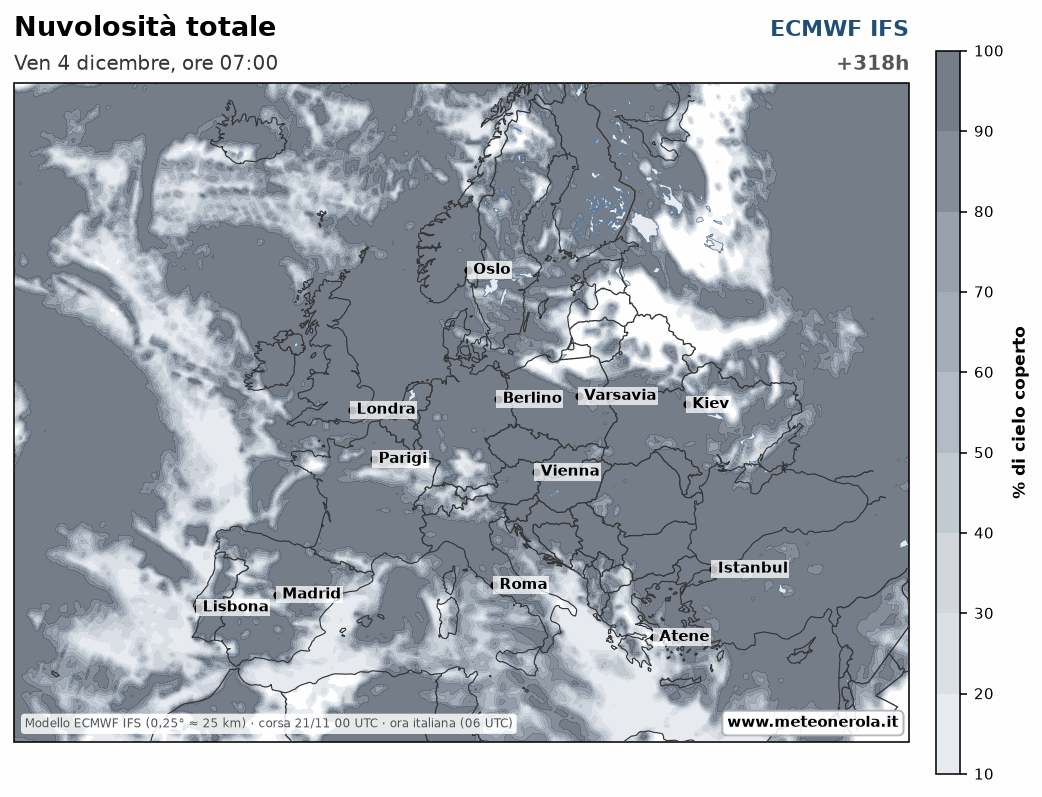 Nuvolosità totale
ECMWF IFS
Ven 4 dicembre, ore 07:00
+318h
100
90
80
70
60
50
40
30
20
10
% di cielo coperto
Oslo
Berlino
Varsavia
Kiev
Londra
Parigi
Vienna
Istanbul
Roma
Madrid
Lisbona
Atene
Modello ECMWF IFS (0,25° ≈ 25 km) · corsa 21/11 00 UTC · ora italiana (06 UTC)
www.meteonerola.it